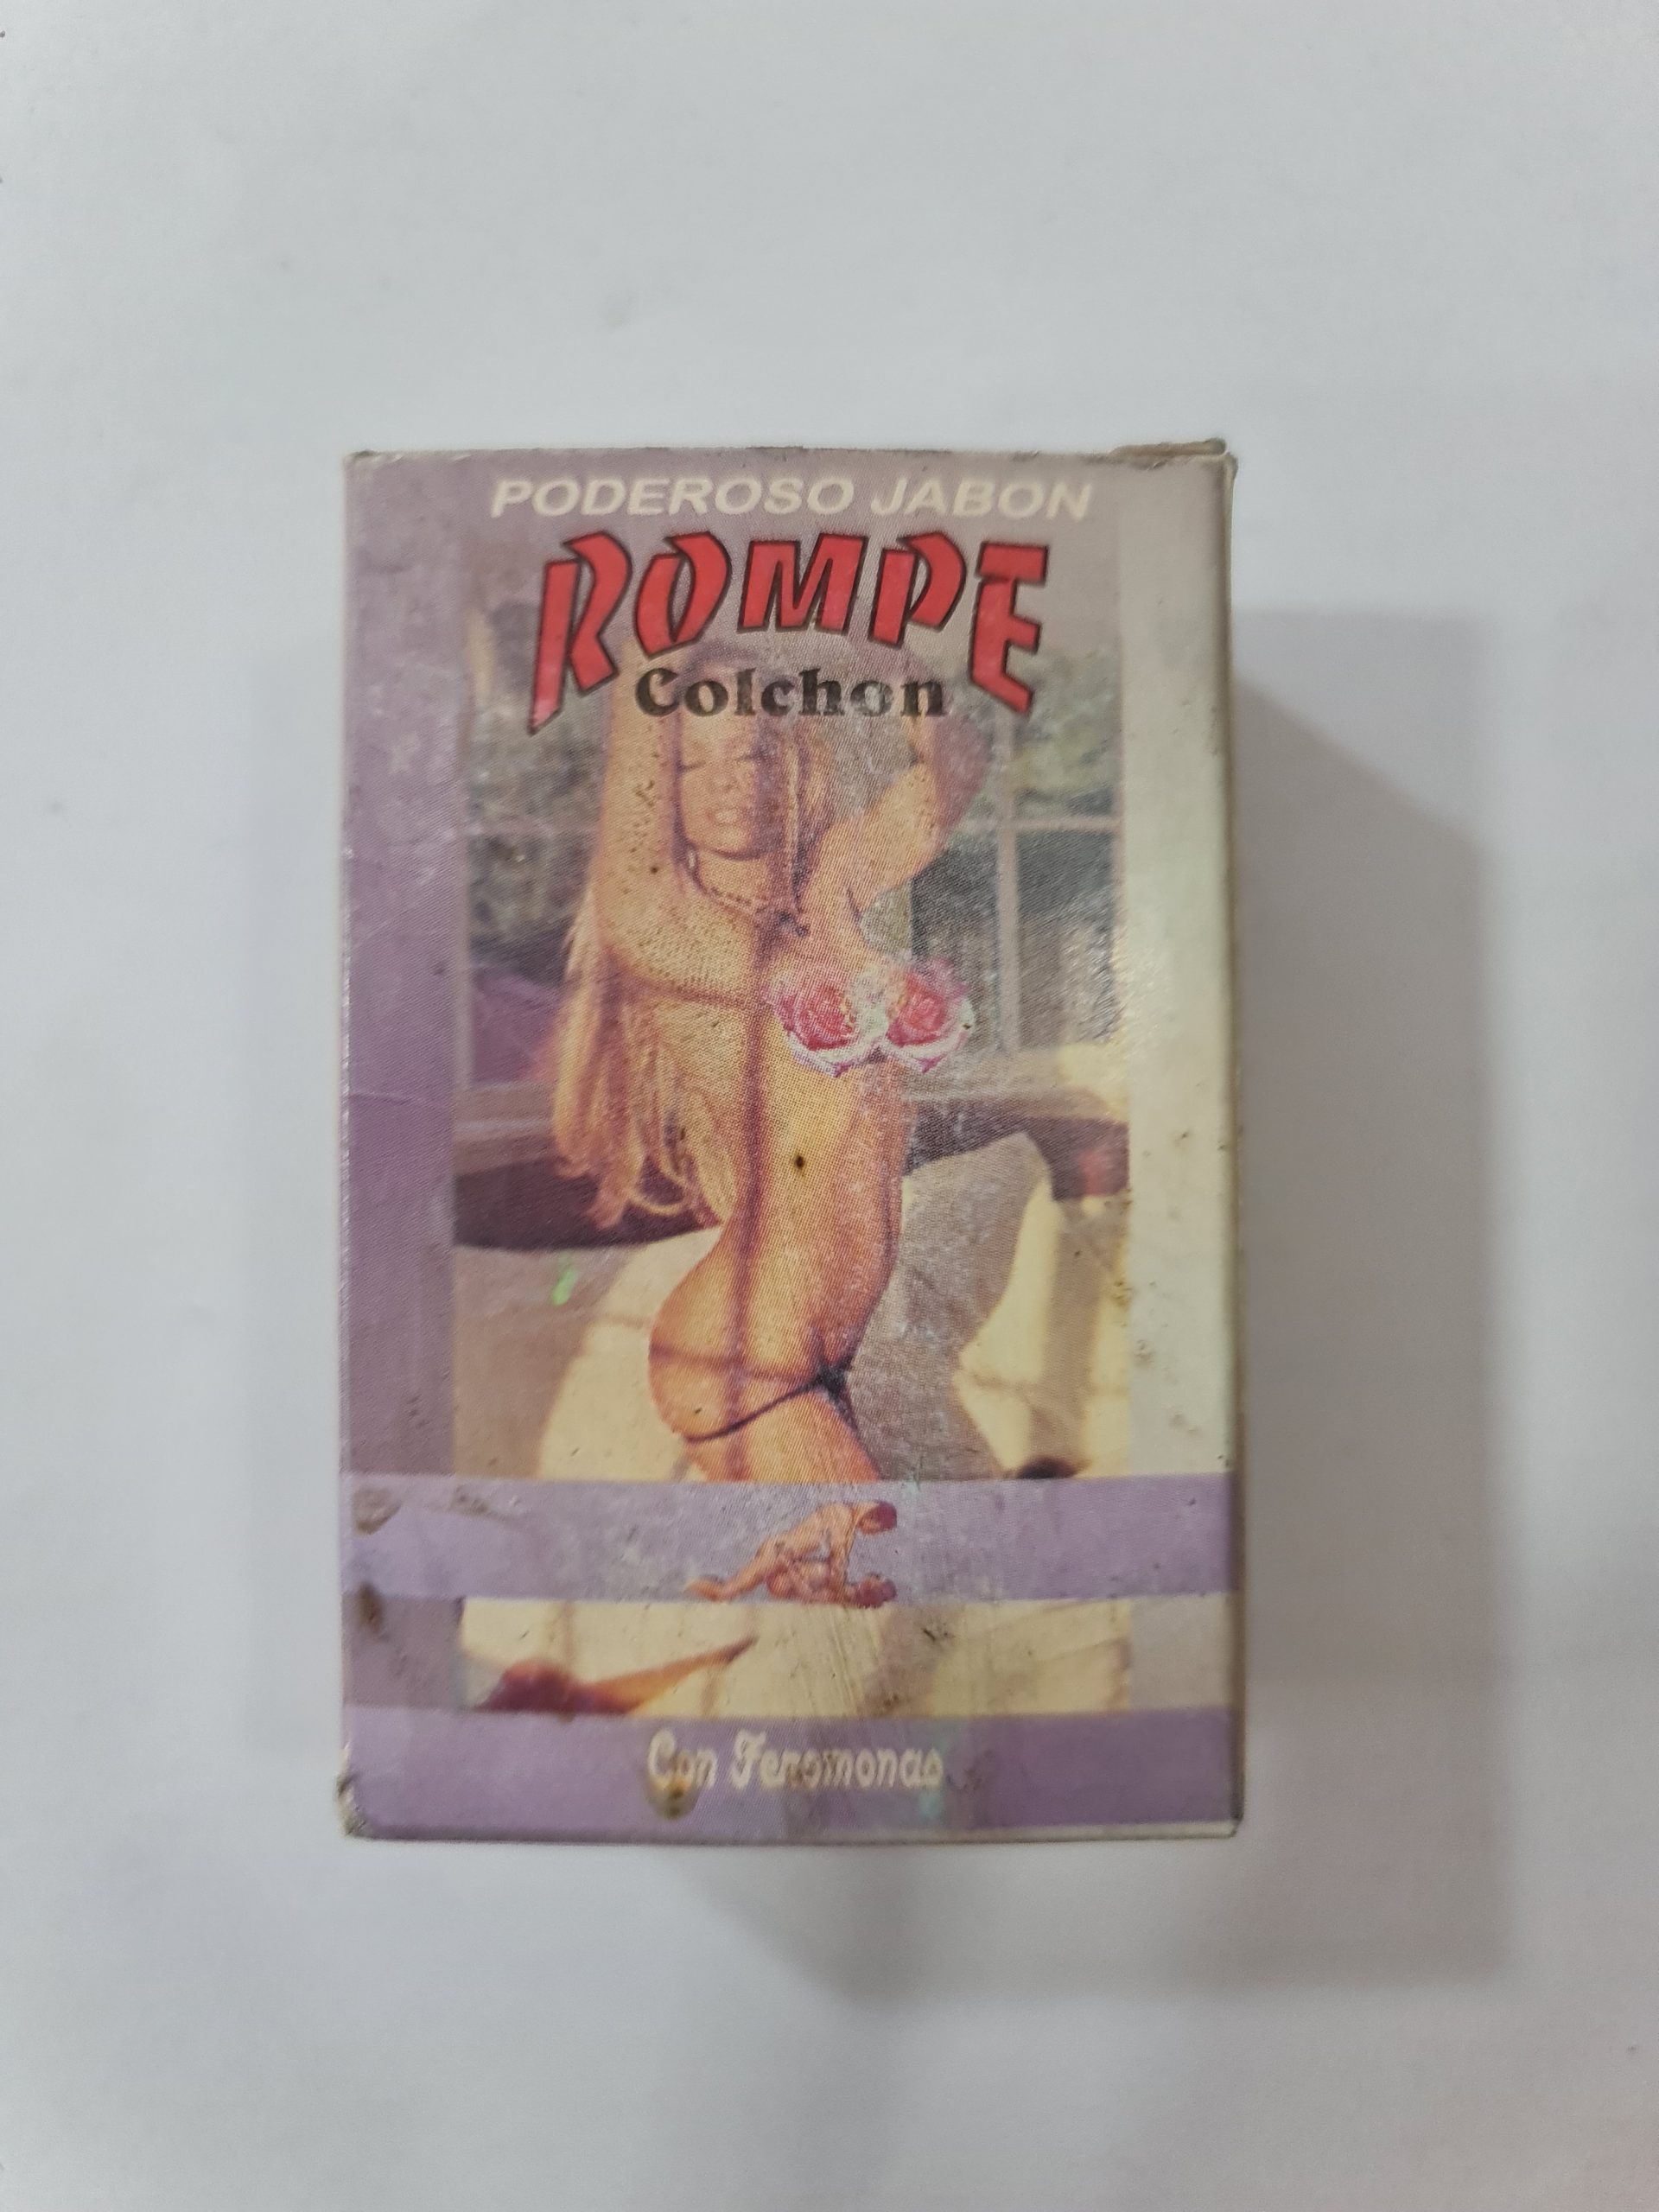 PODEROSO JABON
ROMPE
Colchon
Con Feromonas